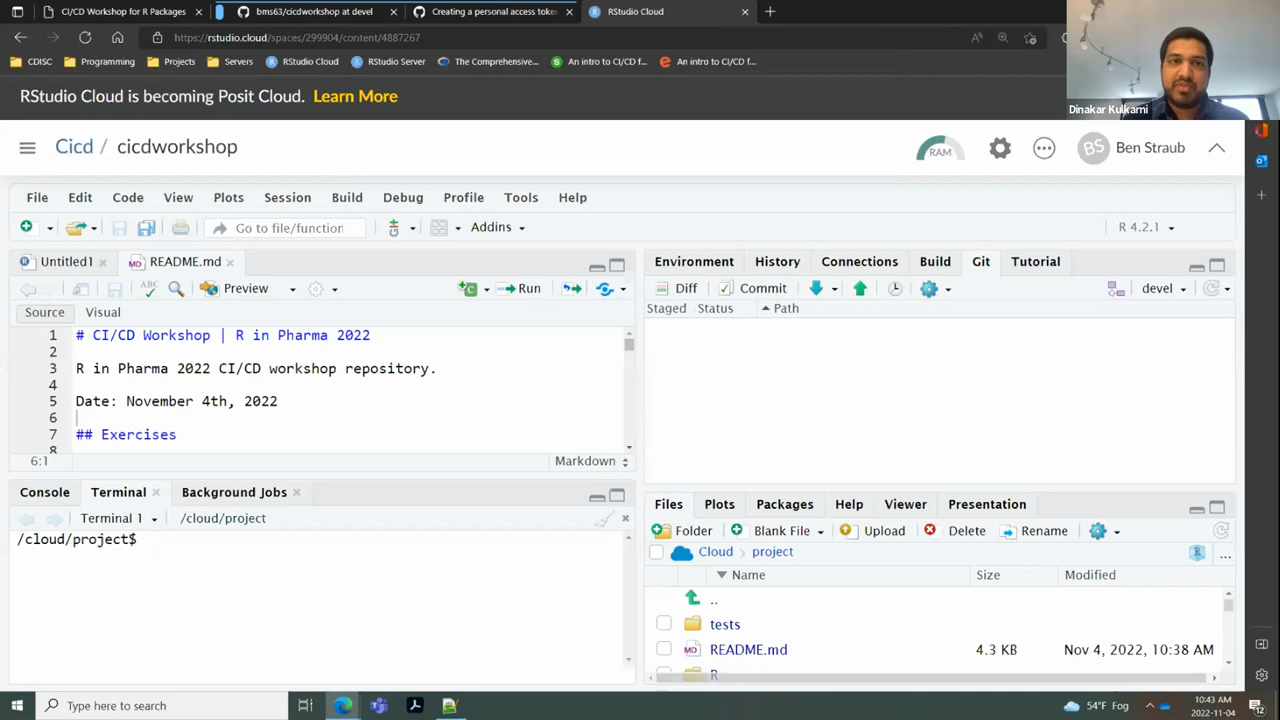 CI/CD Workshop for R Packages
bms63/cicdworkshop at devel
Creating a personal access toke
RStudio Cloud
https://rstudio.cloud/spaces/299904/content/4887267
CDISC
Programming
Projects
Servers
RStudio Cloud
RStudio Server
The Comprehensive...
An intro to CI/CD f...
An intro to CI/CD f...
RStudio Cloud is becoming Posit Cloud. Learn More
Dinakar Kulkarni
Cicd / cicdworkshop
RAM
BS
Ben Straub
File Edit Code View Plots Session Build Debug Profile Tools Help
Go to file/function
Addins
R 4.2.1
Untitled1
README.md
Preview
Run
Source
Visual
1 # CI/CD Workshop | R in Pharma 2022
2
3 R in Pharma 2022 CI/CD workshop repository.
4
5 Date: November 4th, 2022
6
7 ## Exercises
8
6:1
Markdown
Console
Terminal
Background Jobs
Terminal 1
/cloud/project
/cloud/project$
Environment History Connections Build Git Tutorial
Diff
Commit
devel
Staged Status Path
Files Plots Packages Help Viewer Presentation
Folder
Blank File
Upload
Delete
Rename
Cloud
project
...
Name Size Modified
..
tests
README.md 4.3 KB Nov 4, 2022, 10:38 AM
R
Type here to search
54°F Fog
10:43 AM
2022-11-04
12